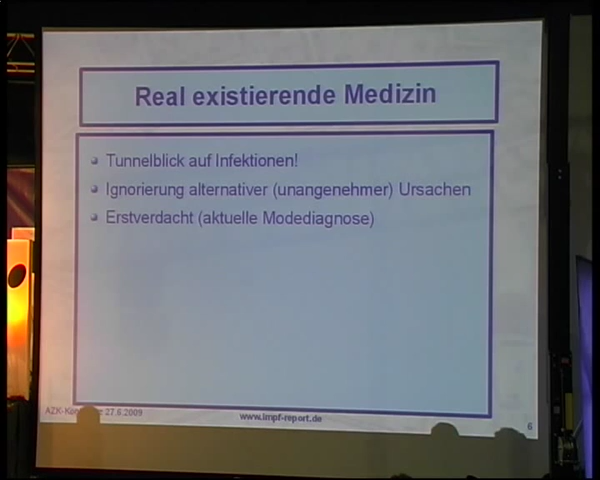 Real existierende Medizin
Tunnelblick auf Infektionen!
Ignorierung alternativer (unangenehmer) Ursachen
Erstverdacht (aktuelle Modediagnose)
AZK- 27.6.2009
www.impf-report.de
6